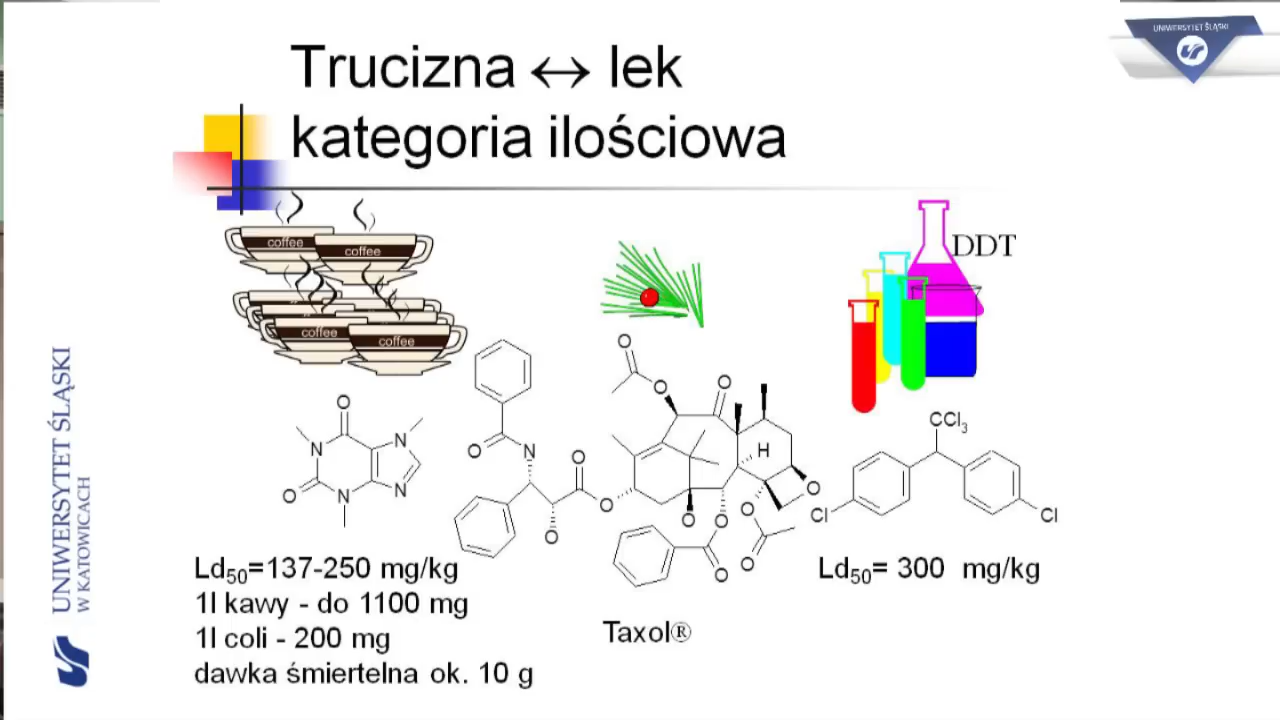 Trucizna ↔ lek
kategoria ilościowa
UNIWERSYTET ŚLĄSKI
UNIWERSYTET ŚLĄSKI
W KATOWICACH
coffee
coffee
coffee
coffee
DDT
O
O
N
N
N
N
O
N
O
O
O
O
O
O
O
H
O
O
O
O
O
O
CCl3
Cl
Cl
Ld50=137-250 mg/kg
1l kawy - do 1100 mg
1l coli - 200 mg
dawka śmiertelna ok. 10 g
Taxol®
Ld50= 300 mg/kg